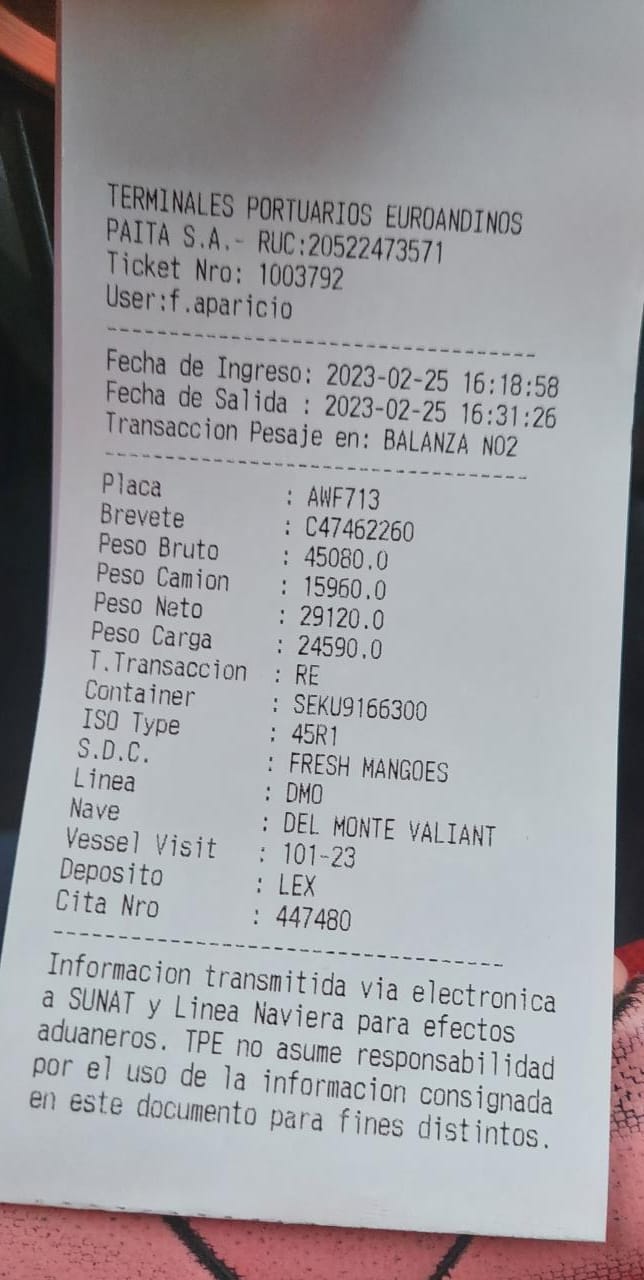 TERMINALES PORTUARIOS EUROANDINOS
PAITA S.A.- RUC:20522473571
Ticket Nro: 1003792
User:f.aparicio
Fecha de Ingreso: 2023-02-25 16:18:58
Fecha de Salida : 2023-02-25 16:31:26
Transaccion Pesaje en: BALANZA NO2
Placa : AWF713
Brevete : C47462260
Peso Bruto : 45080.0
Peso Camion : 15960.0
Peso Neto : 29120.0
Peso Carga : 24590.0
T.Transaccion : RE
Container : SEKU9166300
ISO Type : 45R1
S.D.C. : FRESH MANGOES
Linea : DMO
Nave : DEL MONTE VALIANT
Vessel Visit : 101-23
Deposito : LEX
Cita Nro : 447480
Informacion transmitida via electronica
a SUNAT y Linea Naviera para efectos
aduaneros. TPE no asume responsabilidad
por el uso de la informacion consignada
en este documento para fines distintos.